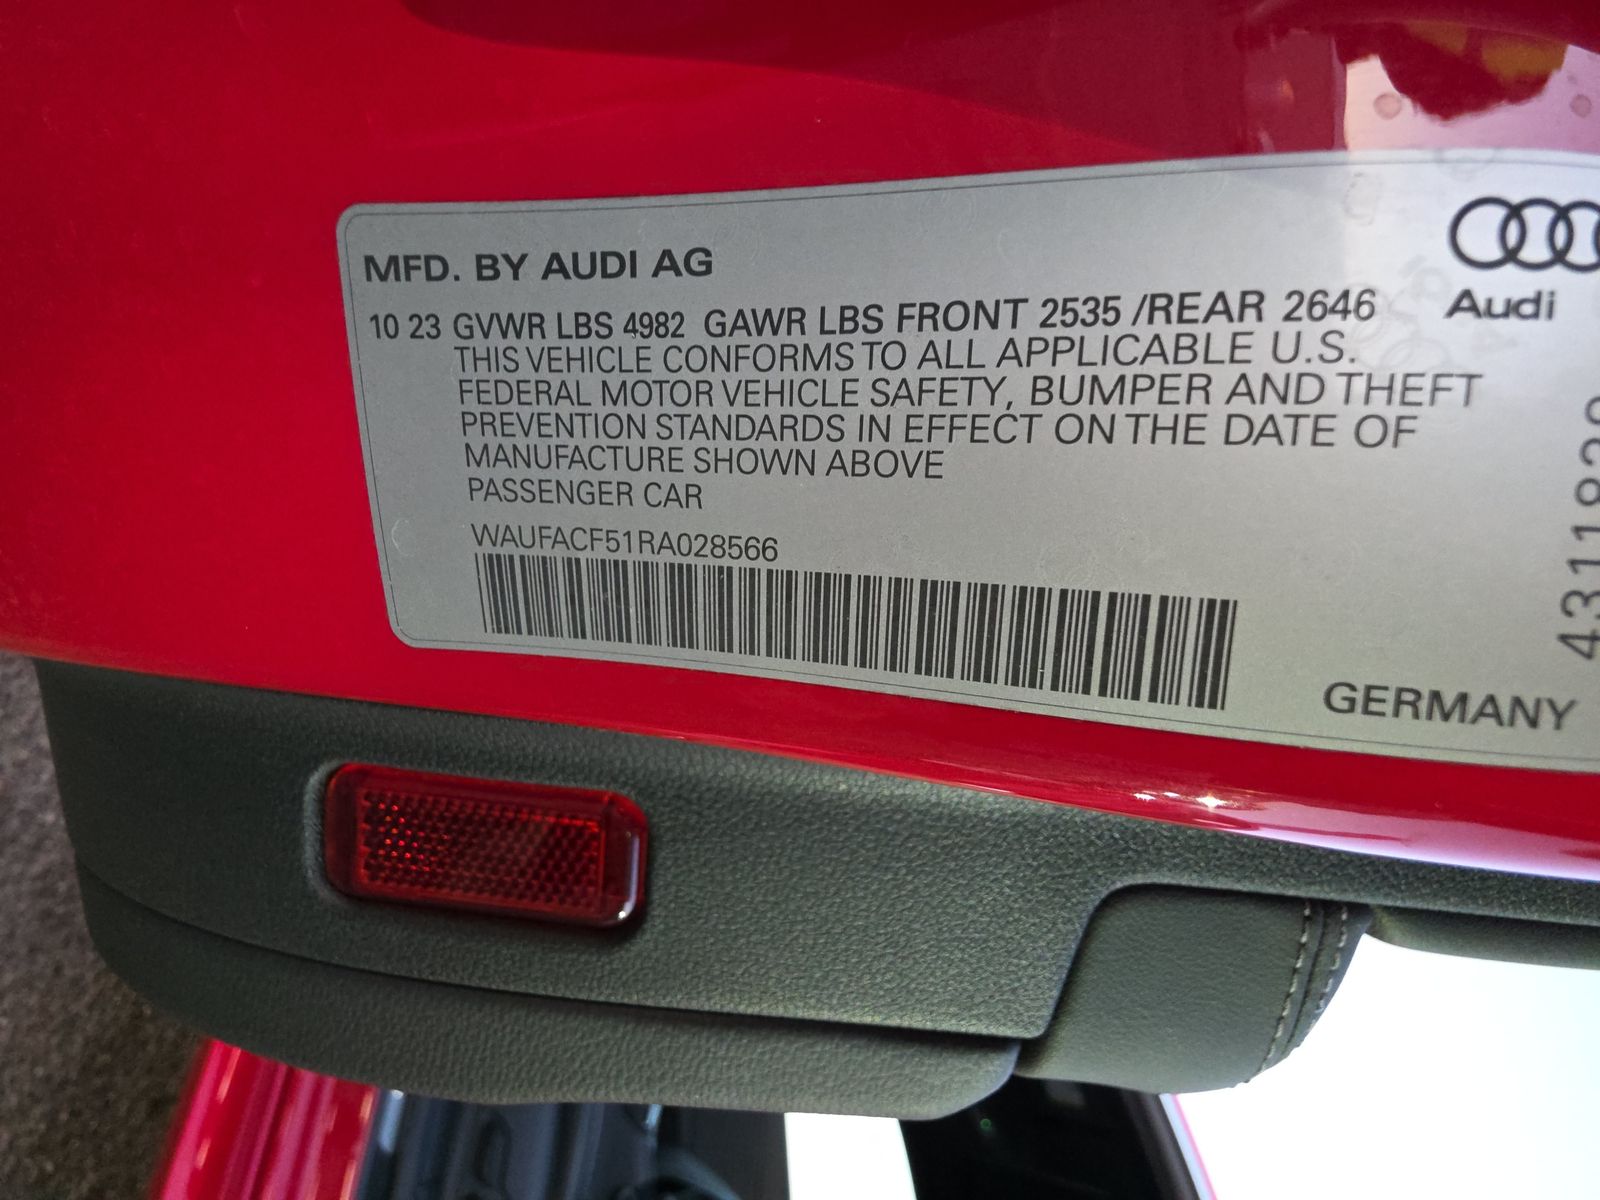 MFD. BY AUDI AG
10 23 GVWR LBS 4982 GAWR LBS FRONT 2535 /REAR 2646
THIS VEHICLE CONFORMS TO ALL APPLICABLE U.S.
FEDERAL MOTOR VEHICLE SAFETY, BUMPER AND THEFT
PREVENTION STANDARDS IN EFFECT ON THE DATE OF
MANUFACTURE SHOWN ABOVE
PASSENGER CAR
WAUFACF51RA028566
Audi
GERMANY